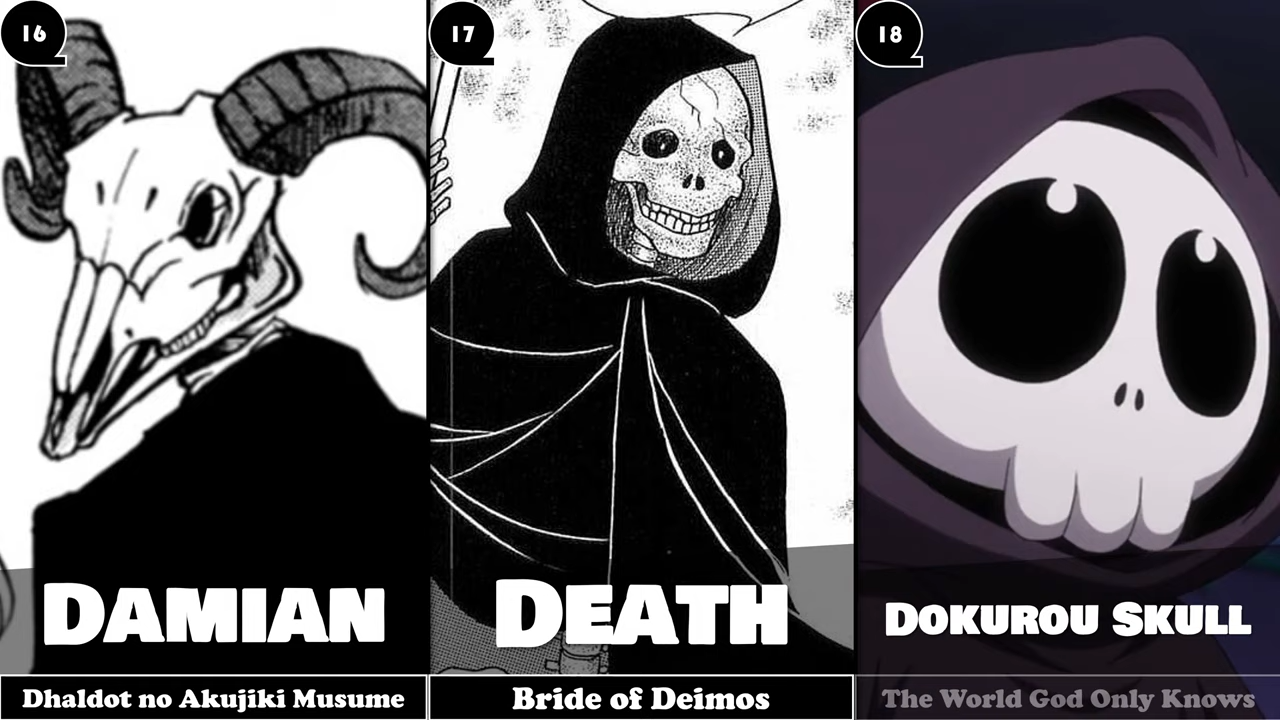 16
DAMIAN
Dhaldot no Akujiki Musume
17
DEATH
Bride of Deimos
18
DOKUROU SKULL
The World God Only Knows